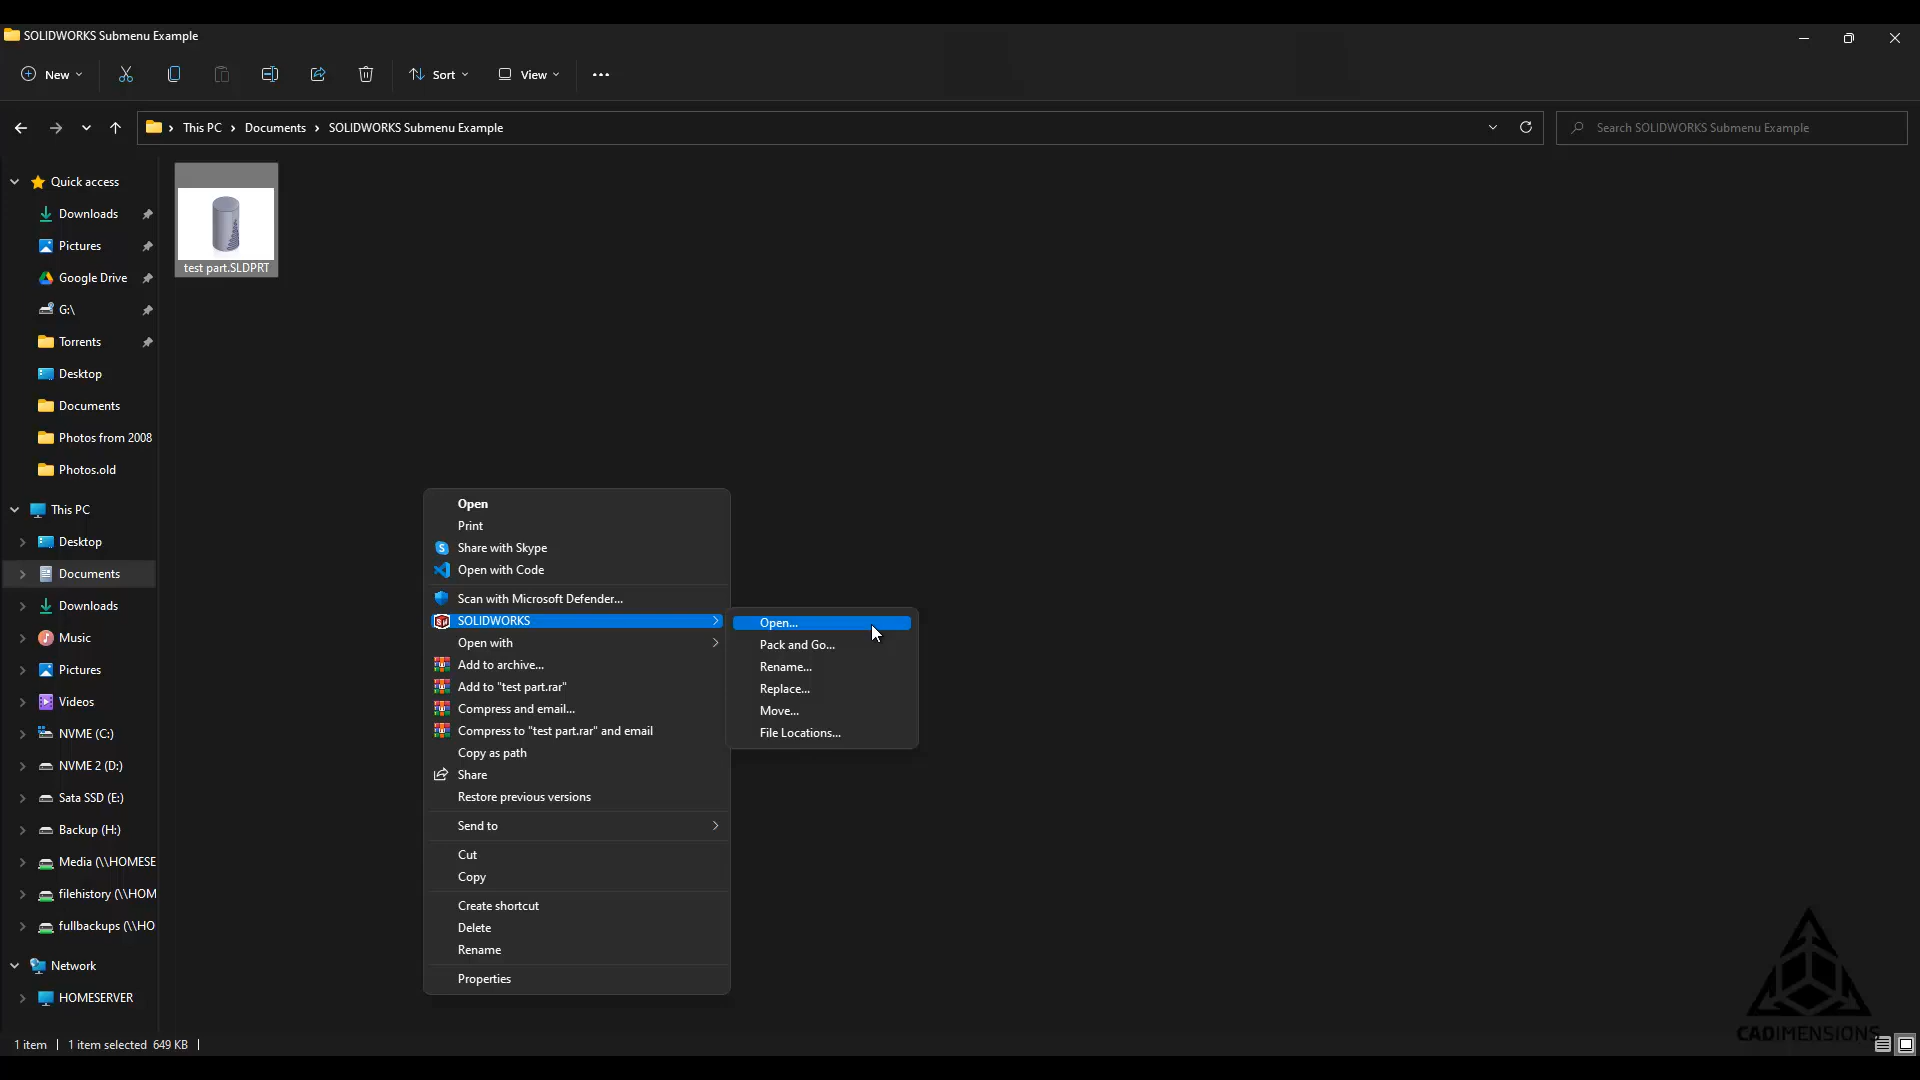 SOLIDWORKS Submenu Example
New
Sort
View
This PC
Documents
SOLIDWORKS Submenu Example
Search SOLIDWORKS Submenu Example
Quick access
Downloads
Pictures
Google Drive
G:\
Torrents
Desktop
Documents
Photos from 2008
Photos.old
This PC
Desktop
Documents
Downloads
Music
Pictures
Videos
NVME (C:)
NVME 2 (D:)
Sata SSD (E:)
Backup (H:)
Media (\\HOMESE
filehistory (\\HOM
fullbackups (\\HO
Network
HOMESERVER
test part.SLDPRT
Open
Print
Share with Skype
Open with Code
Scan with Microsoft Defender...
SOLIDWORKS
Open with
Add to archive...
Add to "test part.rar"
Compress and email...
Compress to "test part.rar" and email
Copy as path
Share
Restore previous versions
Send to
Cut
Copy
Create shortcut
Delete
Rename
Properties
Open...
Pack and Go...
Rename...
Replace...
Move...
File Locations...
1 item
1 item selected 649 KB
CADIMENSIONS